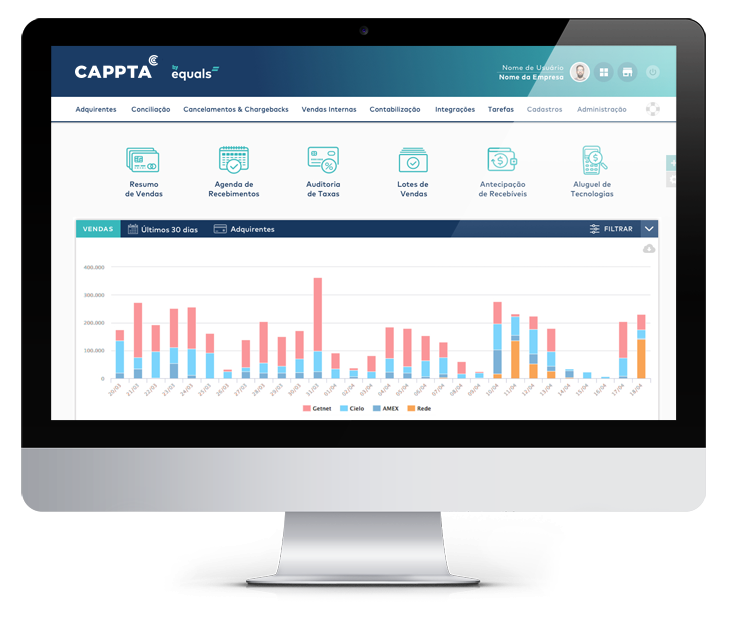 CAPPTA
by equals
Nome de Usuário
Nome do Empresa
Adquirentes Conciliação Cancelamentos & Chargebacks Vendas Internas Contabilização Integrações Tarefas Cadastros Administração
Resumo de Vendas
Agenda de Recebimentos
Auditoria de Taxas
Lotes de Vendas
Antecipação de Recebíveis
Aluguel de Tecnologias
VENDAS Últimos 30 dias Adquirentes FILTRAR
400.000
300.000
200.000
100.000
0
20/03 21/03 22/03 23/03 24/03 25/03 26/03 27/03 28/03 29/03 30/03 31/03 01/04 02/04 03/04 04/04 05/04 06/04 07/04 08/04 09/04 10/04 11/04 12/04 13/04 14/04 15/04 16/04 17/04 18/04
Getnet Cielo AMEX Rede